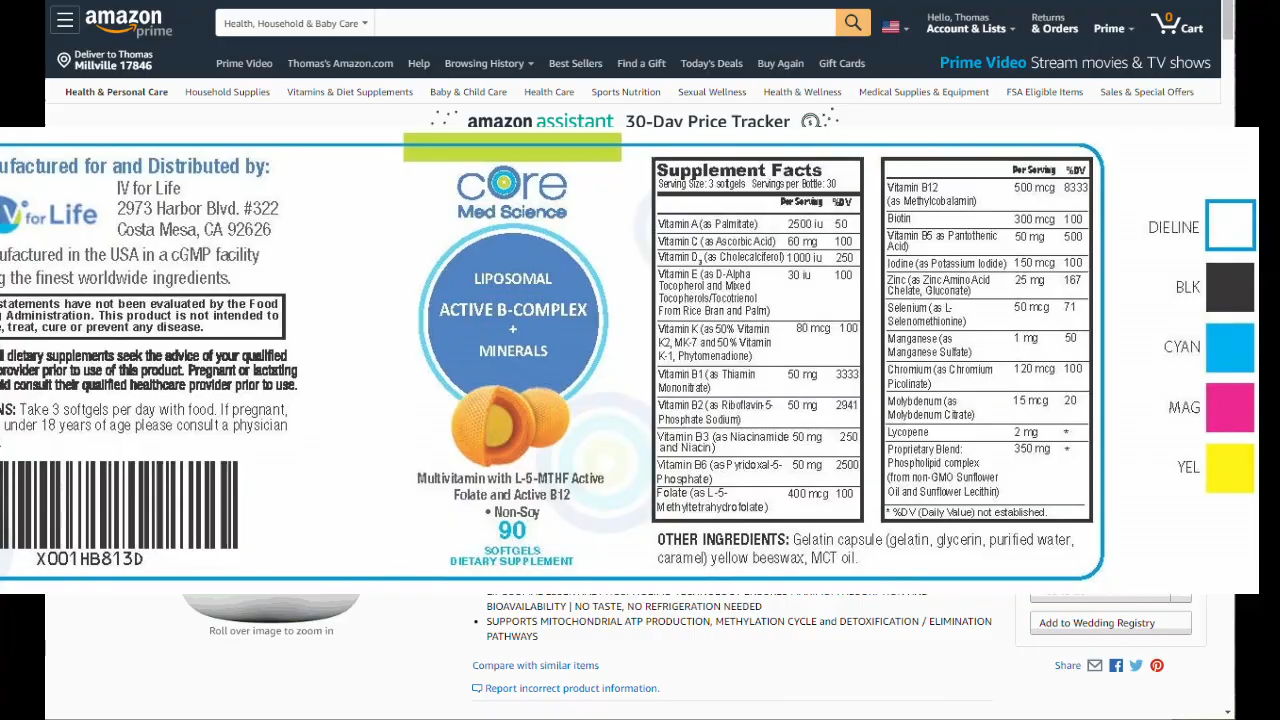 amazon
prime
Health, Household & Baby Care
Hello, Thomas
Account & Lists
Returns
& Orders
Prime
0
Cart
Deliver to Thomas
Millville 17846
Prime Video
Thomas's Amazon.com
Help
Browsing History
Best Sellers
Find a Gift
Today's Deals
Buy Again
Gift Cards
Prime Video Stream movies & TV shows
Health & Personal Care
Household Supplies
Vitamins & Diet Supplements
Baby & Child Care
Health Care
Sports Nutrition
Sexual Wellness
Health & Wellness
Medical Supplies & Equipment
FSA Eligible Items
Sales & Special Offers
amazon assistant 30-Day Price Tracker
ufactured for and Distributed by:
IV for Life
V for Life
2973 Harbor Blvd. #322
Costa Mesa, CA 92626
ufactured in the USA in a cGMP facility
g the finest worldwide ingredients.
statements have not been evaluated by the Food
Administration. This product is not intended to
, treat, cure or prevent any disease.
l dietary supplements seek the advice of your qualified
provider prior to use of this product. Pregnant or lactating
ld consult their qualified healthcare provider prior to use.
NS: Take 3 softgels per day with food. If pregnant,
under 18 years of age please consult a physician
X001HB813D
core
Med Science
LIPOSOMAL
ACTIVE B-COMPLEX
+
MINERALS
Multivitamin with L-5-MTHF Active
Folate and Active B12
• Non-Soy
90
SOFTGELS
DIETARY SUPPLEMENT
Supplement Facts
Serving Size: 3 softgels Servings per Bottle: 30
Per Serving %DV
Vitamin A (as Palmitate) 2500 iu 50
Vitamin C (as Ascorbic Acid) 60 mg 100
Vitamin D3 (as Cholecalciferol) 1000 iu 250
Vitamin E (as D-Alpha 30 iu 100
Tocopherol and Mixed
Tocopherols/Tocotrienol
From Rice Bran and Palm)
Vitamin K (as 50% Vitamin 80 mcg 100
K2, MK-7 and 50% Vitamin
K-1, Phytomenadione)
Vitamin B1 (as Thiamin 50 mg 3333
Mononitrate)
Vitamin B2 (as Riboflavin-5- 50 mg 2941
Phosphate Sodium)
Vitamin B3 (as Niacinamide 50 mg 250
and Niacin)
Vitamin B6 (as Pyridoxal-5- 50 mg 2500
Phosphate)
Folate (as L-5- 400 mcg 100
Methyltetrahydrofolate)
Per Serving %DV
Vitamin B12 500 mcg 8333
(as Methylcobalamin)
Biotin 300 mcg 100
Vitamin B5 as Pantothenic 50 mg 500
Acid)
Iodine (as Potassium Iodide) 150 mcg 100
Zinc (as Zinc Amino Acid 25 mg 167
Chelate, Gluconate)
Selenium (as L- 50 mcg 71
Selenomethionine)
Manganese (as 1 mg 50
Manganese Sulfate)
Chromium (as Chromium 120 mcg 100
Picolinate)
Molybdenum (as 15 mcg 20
Molybdenum Citrate)
Lycopene 2 mg *
Proprietary Blend: 350 mg *
Phospholipid complex
(from non-GMO Sunflower
Oil and Sunflower Lecithin)
* %DV (Daily Value) not established.
OTHER INGREDIENTS: Gelatin capsule (gelatin, glycerin, purified water,
caramel) yellow beeswax, MCT oil.
DIELINE
BLK
CYAN
MAG
YEL
BIOAVAILABILITY | NO TASTE, NO REFRIGERATION NEEDED
• SUPPORTS MITOCHONDRIAL ATP PRODUCTION, METHYLATION CYCLE and DETOXIFICATION / ELIMINATION
PATHWAYS
Roll over image to zoom in
Compare with similar items
Report incorrect product information.
Add to Wedding Registry
Share